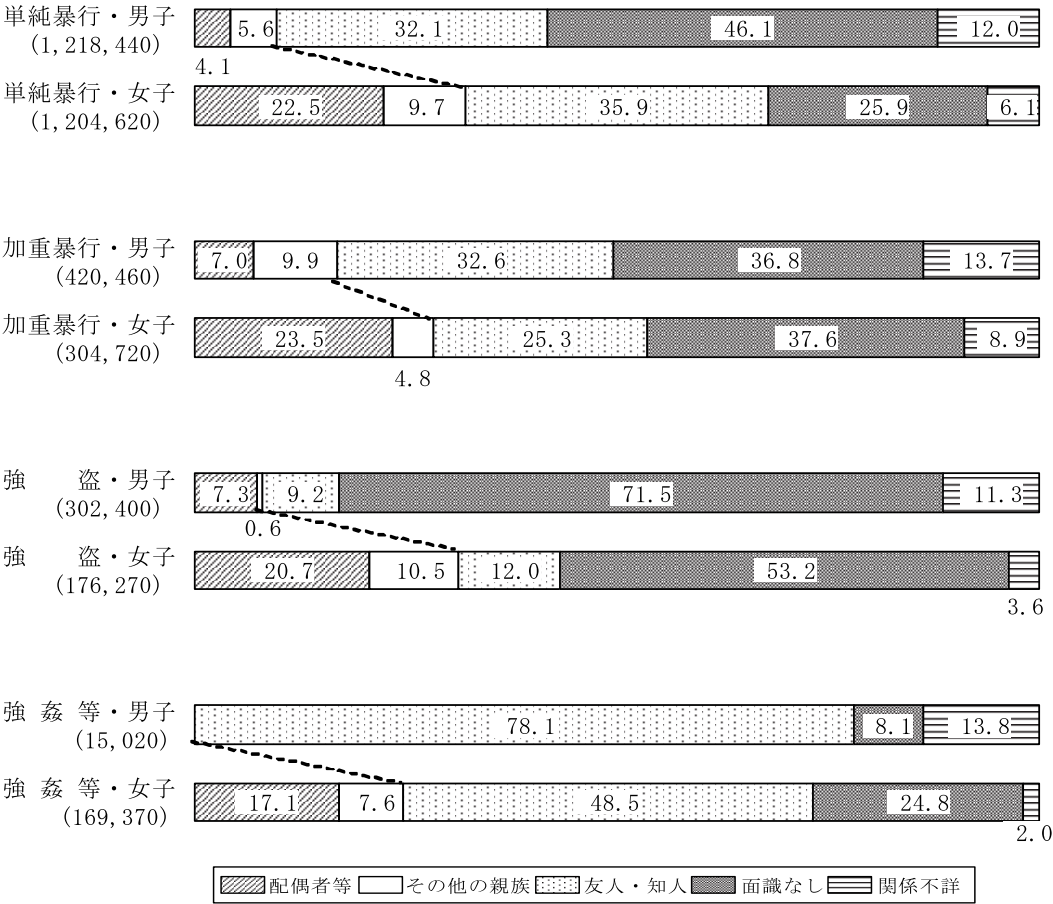 単純暴行・男子
(1,218,440)
5.6 32.1 46.1 12.0
4.1
単純暴行・女子
(1,204,620)
22.5 9.7 35.9 25.9 6.1
加重暴行・男子
(420,460)
7.0 9.9 32.6 36.8 13.7
加重暴行・女子
(304,720)
23.5 25.3 37.6 8.9
4.8
強 盗・男子
(302,400)
7.3 9.2 71.5 11.3
0.6
強 盗・女子
(176,270)
20.7 10.5 12.0 53.2
3.6
強 姦 等・男子
(15,020)
78.1 8.1 13.8
強 姦 等・女子
(169,370)
17.1 7.6 48.5 24.8
2.0
配偶者等 その他の親族 友人・知人 面識なし 関係不詳